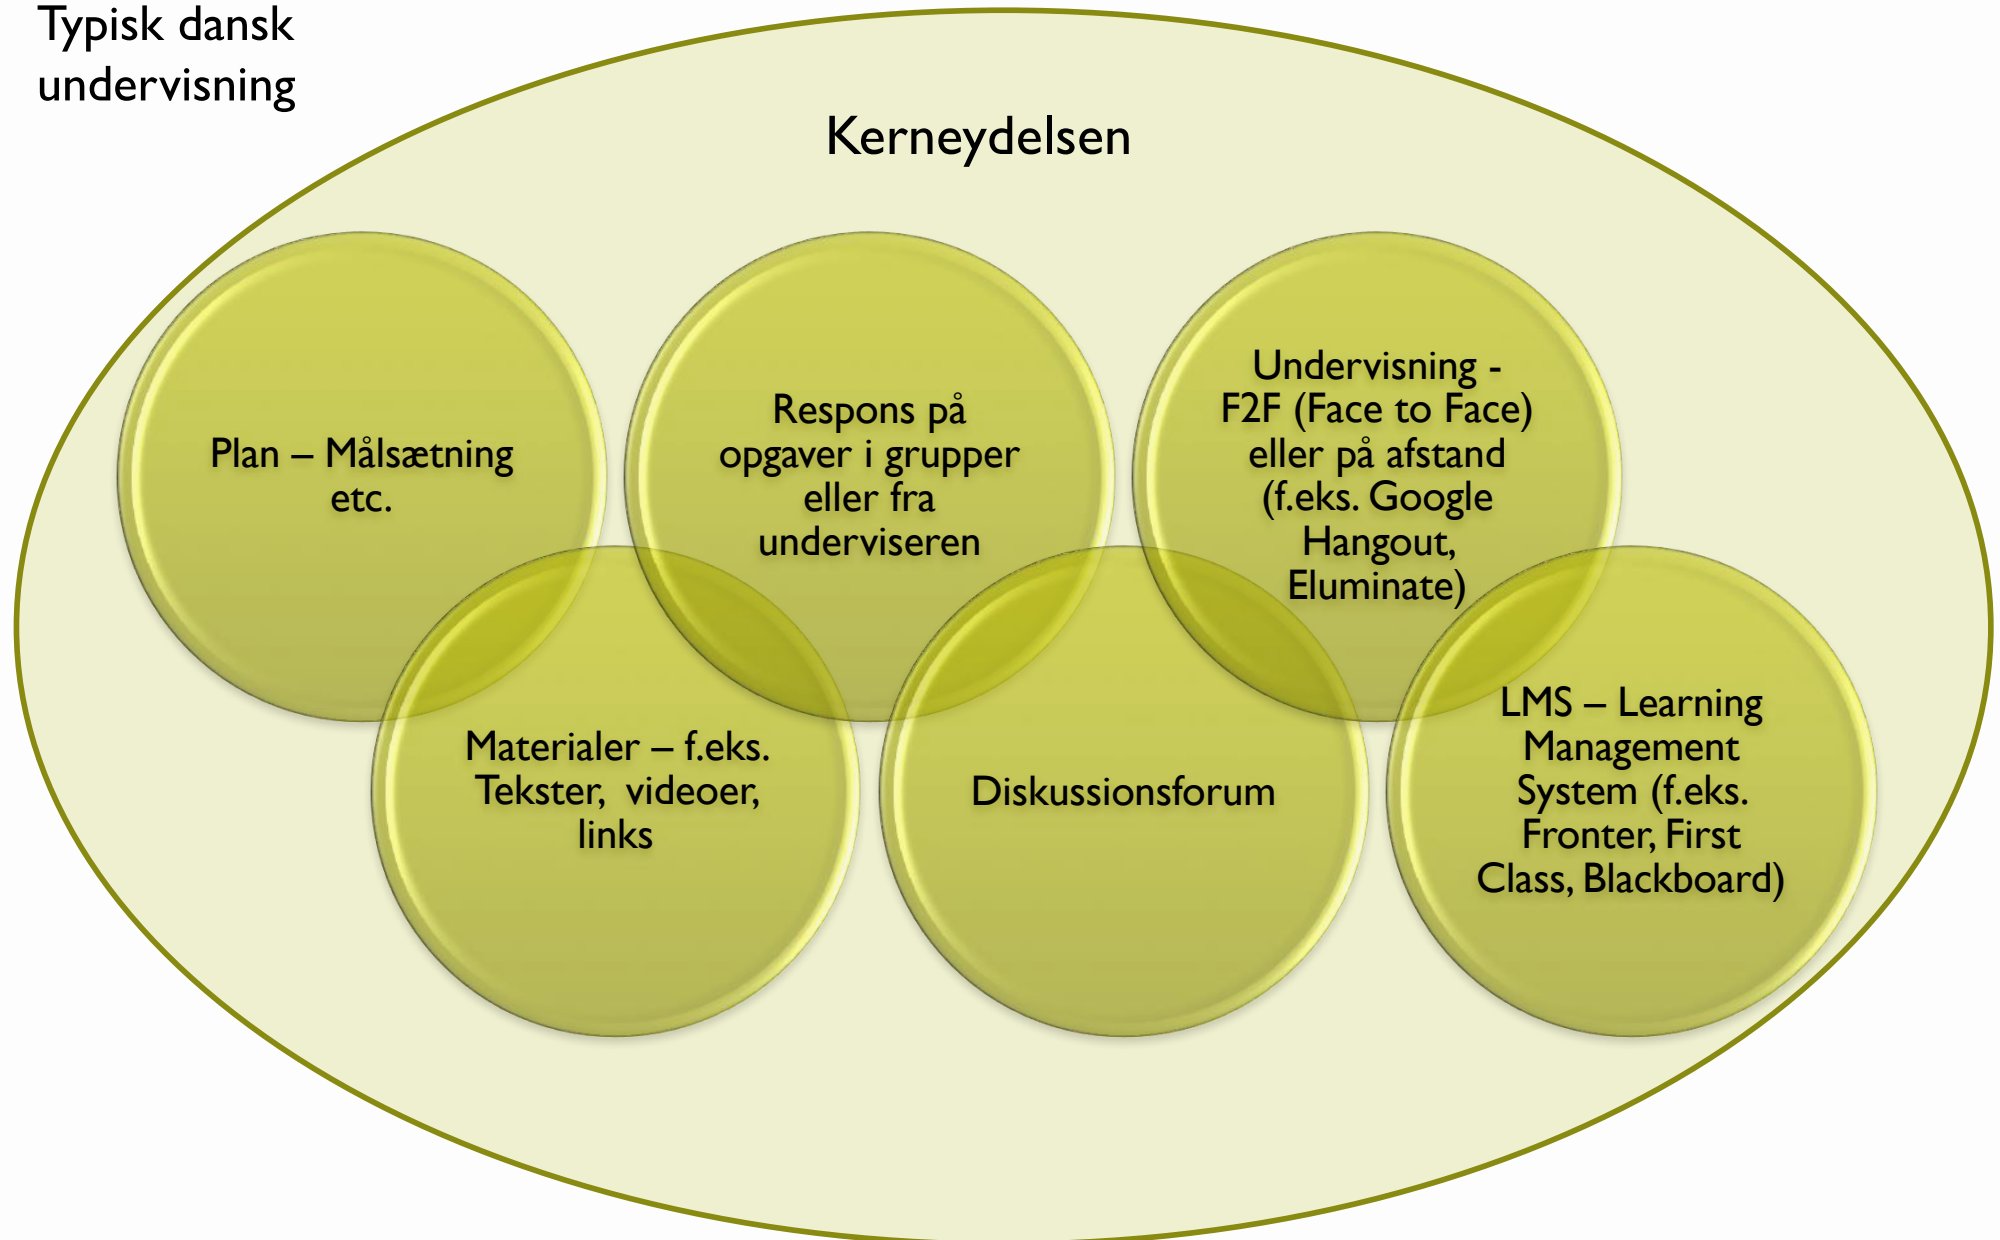 Typisk dansk
undervisning
Kerneydelsen
Plan – Målsætning
etc.
Materialer – f.eks.
Tekster, videoer,
links
Respons på
opgaver i grupper
eller fra
underviseren
Diskussionsforum
Undervisning -
F2F (Face to Face)
eller på afstand
(f.eks. Google
Hangout,
Eluminate)
LMS – Learning
Management
System (f.eks.
Fronter, First
Class, Blackboard)